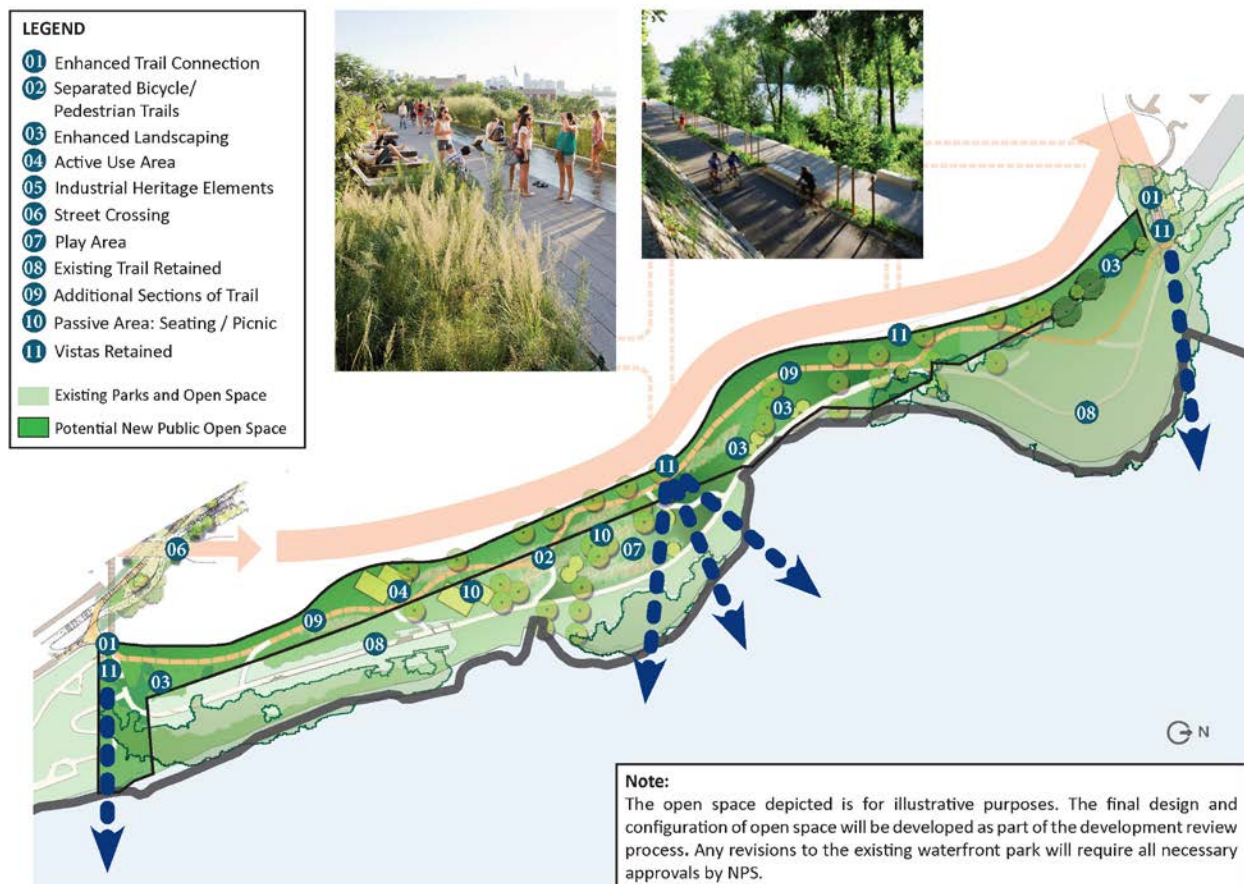 LEGEND
01 Enhanced Trail Connection
02 Separated Bicycle/
Pedestrian Trails
03 Enhanced Landscaping
04 Active Use Area
05 Industrial Heritage Elements
06 Street Crossing
07 Play Area
08 Existing Trail Retained
09 Additional Sections of Trail
10 Passive Area: Seating / Picnic
11 Vistas Retained
Existing Parks and Open Space
Potential New Public Open Space
01
11
03
11
09
03
08
03
11
10
07
02
06
04
10
09
08
01
11
03
N
Note:
The open space depicted is for illustrative purposes. The final design and
configuration of open space will be developed as part of the development review
process. Any revisions to the existing waterfront park will require all necessary
approvals by NPS.